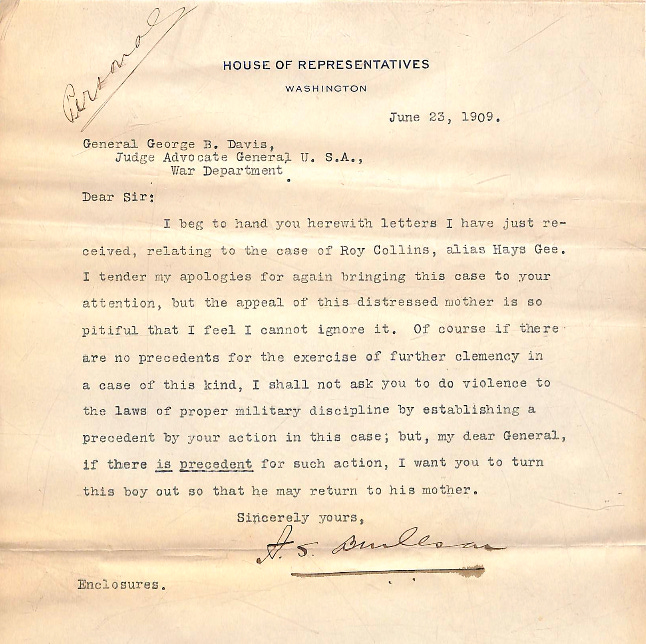 Personal
HOUSE OF REPRESENTATIVES
WASHINGTON
June 23, 1909.
General George B. Davis,
Judge Advocate General U. S.A.,
War Department.
Dear Sir:
I beg to hand you herewith letters I have just re-
ceived, relating to the case of Roy Collins, alias Hays Gee.
I tender my apologies for again bringing this case to your
attention, but the appeal of this distressed mother is so
pitiful that I feel I cannot ignore it. Of course if there
are no precedents for the exercise of further clemency in
a case of this kind, I shall not ask you to do violence to
the laws of proper military discipline by establishing a
precedent by your action in this case; but, my dear General,
if there is precedent for such action, I want you to turn
this boy out so that he may return to his mother.
Sincerely yours,
A. S. Burleson
Enclosures.